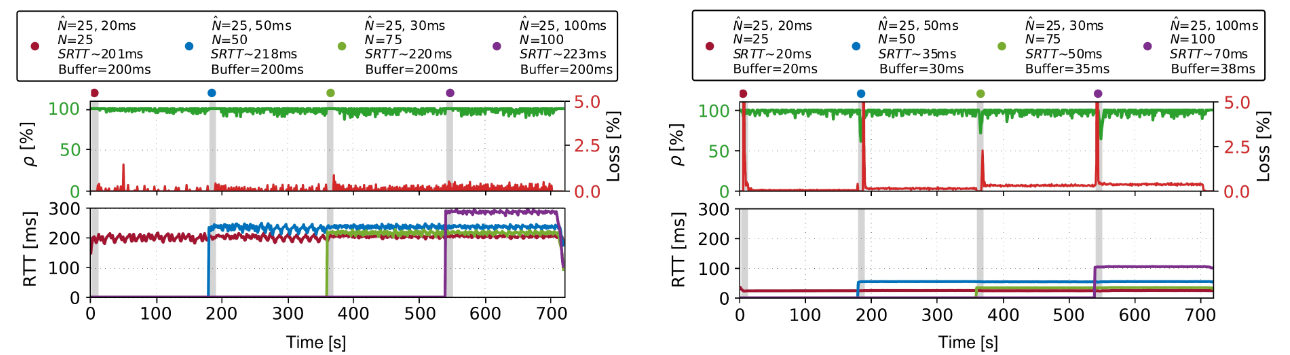 N̂=25, 20ms
N=25
SRTT~201ms
Buffer=200ms
N̂=25, 50ms
N=50
SRTT~218ms
Buffer=200ms
N̂=25, 30ms
N=75
SRTT~220ms
Buffer=200ms
N̂=25, 100ms
N=100
SRTT~223ms
Buffer=200ms
100
50
0
ρ [%]
5.0
2.5
0.0
Loss [%]
300
200
100
0
RTT [ms]
0 100 200 300 400 500 600 700
Time [s]
N̂=25, 20ms
N=25
SRTT~20ms
Buffer=20ms
N̂=25, 50ms
N=50
SRTT~35ms
Buffer=30ms
N̂=25, 30ms
N=75
SRTT~50ms
Buffer=35ms
N̂=25, 100ms
N=100
SRTT~70ms
Buffer=38ms
100
50
0
ρ [%]
5.0
2.5
0.0
Loss [%]
300
200
100
0
RTT [ms]
0 100 200 300 400 500 600 700
Time [s]